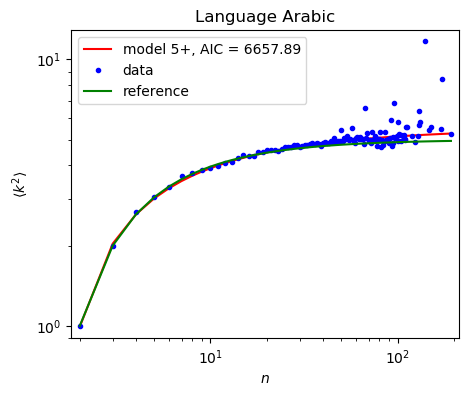 Language Arabic
model 5+, AIC = 6657.89
data
reference
10¹
10⁰
⟨k²⟩
10¹
10²
n